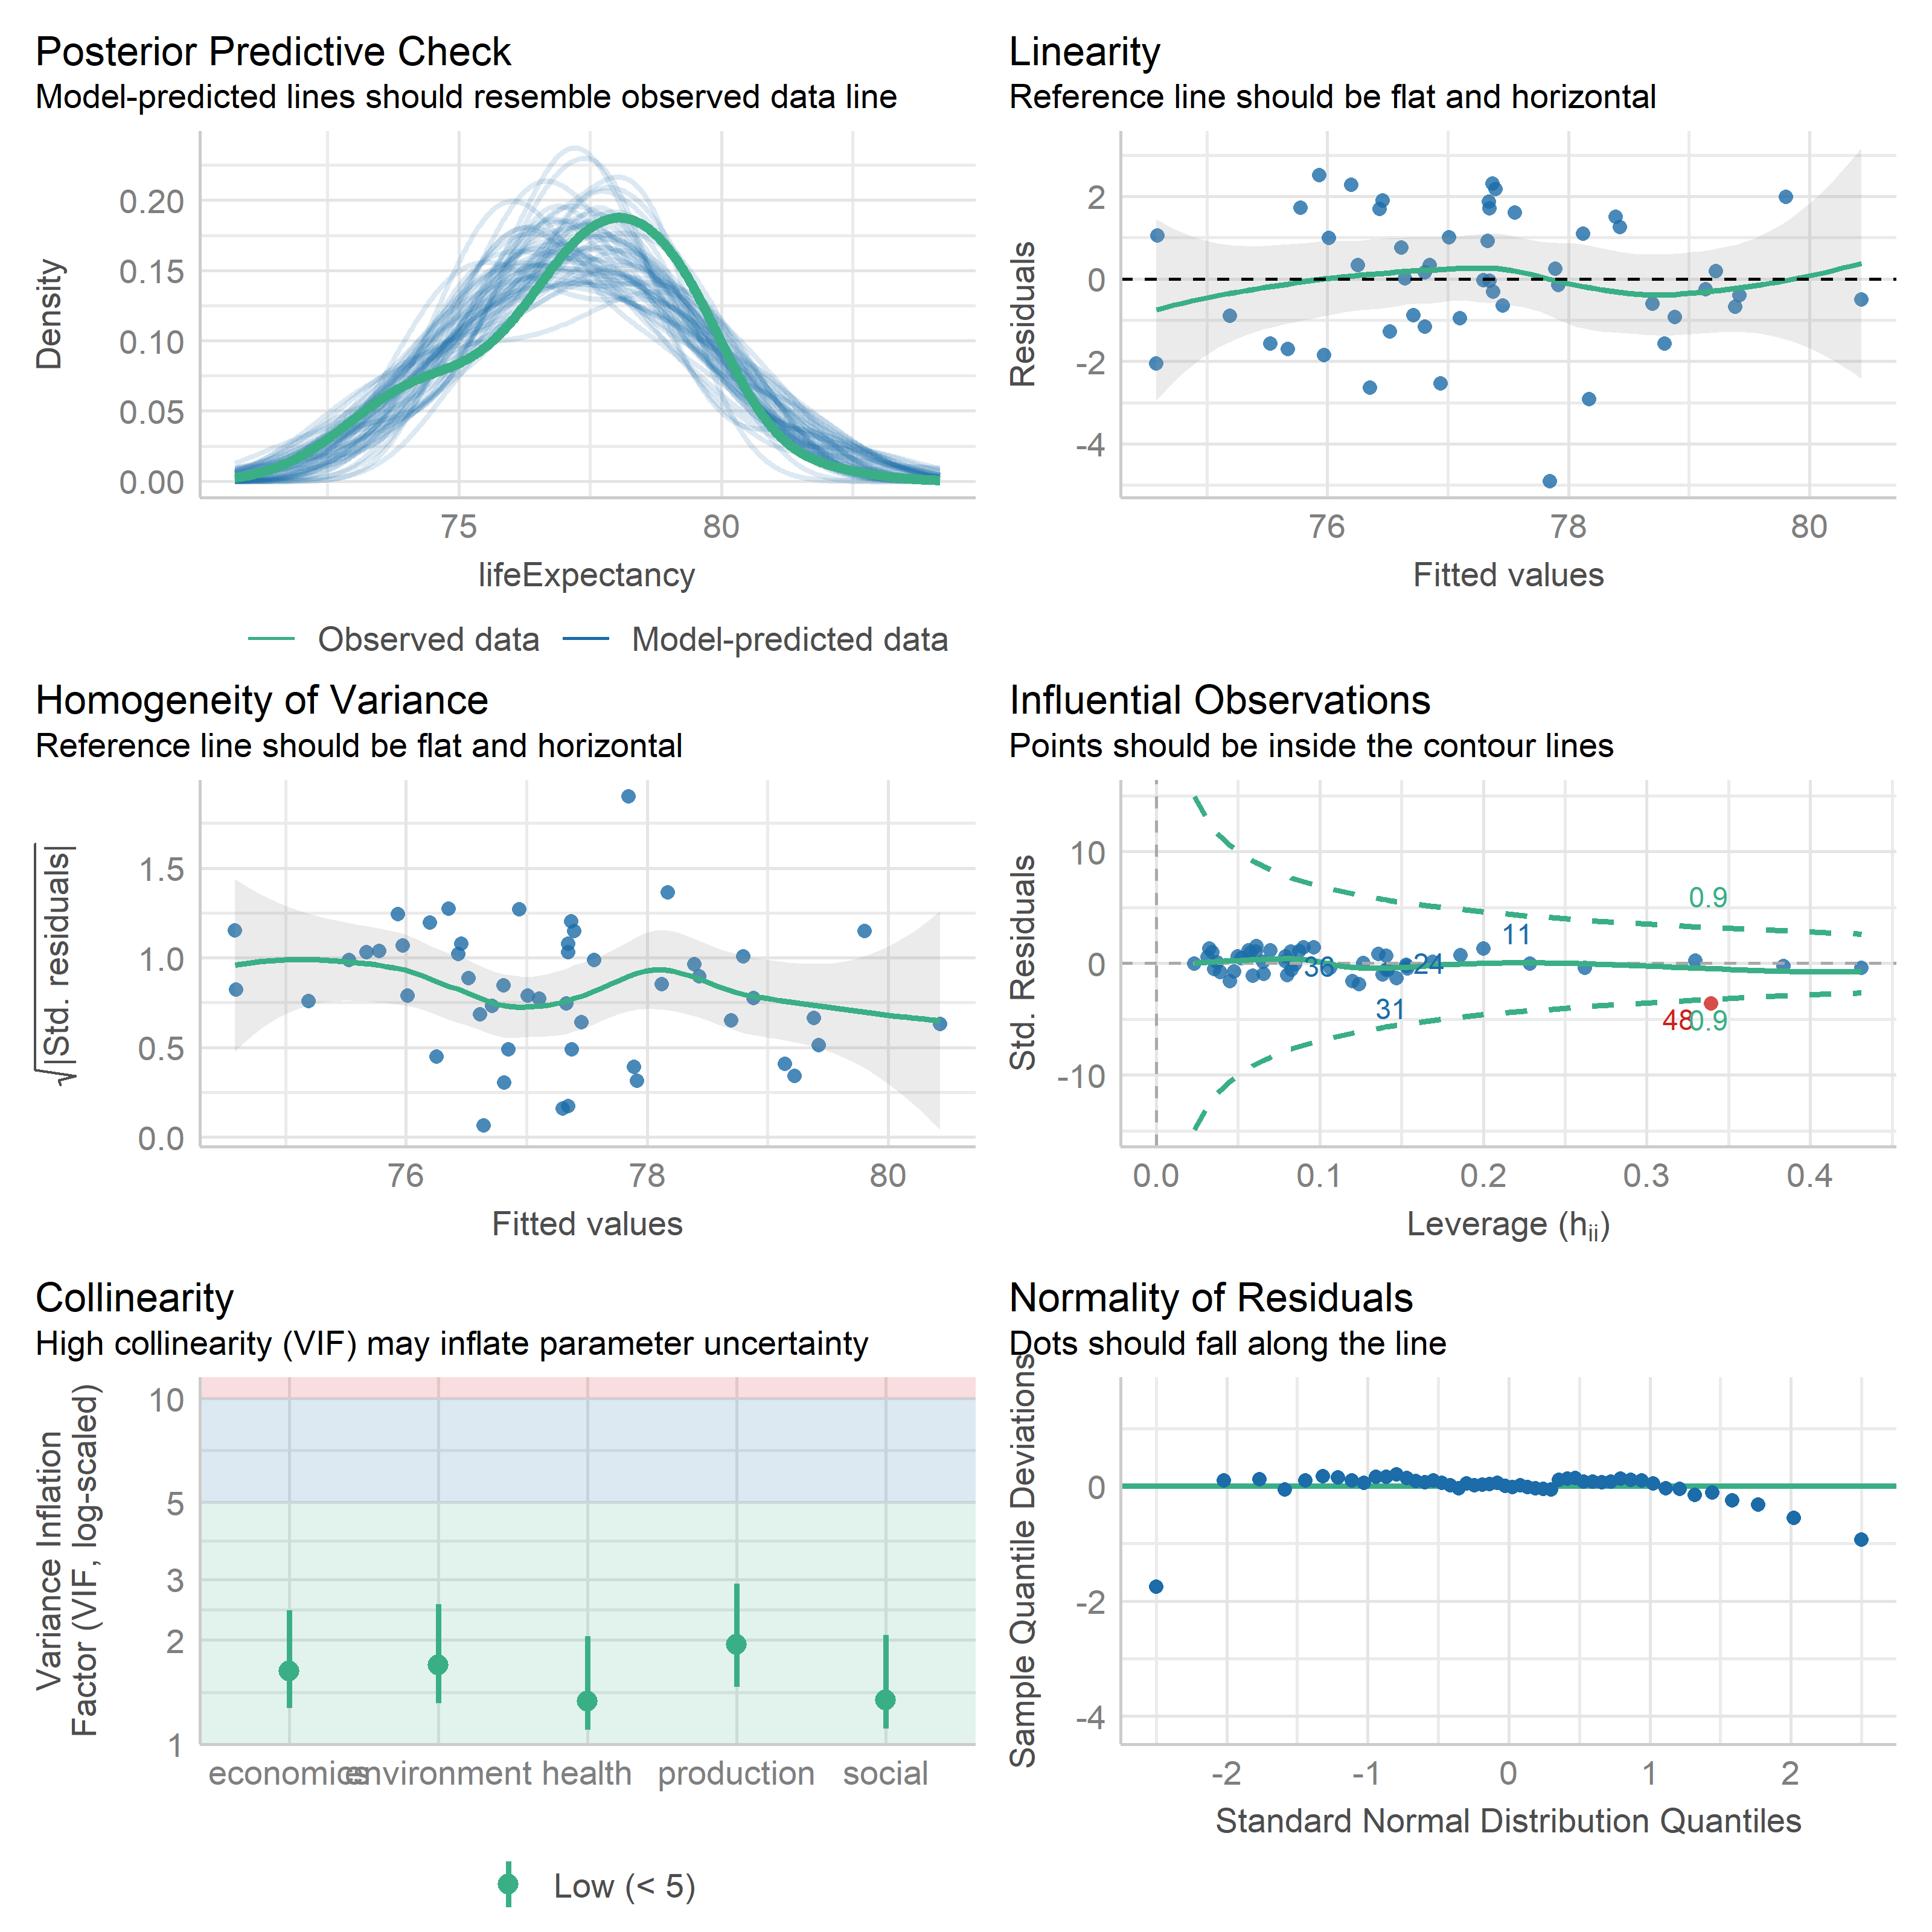 Posterior Predictive Check
Model-predicted lines should resemble observed data line
Density
0.20
0.15
0.10
0.05
0.00
75
80
lifeExpectancy
Observed data
Model-predicted data
Linearity
Reference line should be flat and horizontal
Residuals
2
0
-2
-4
76
78
80
Fitted values
Homogeneity of Variance
Reference line should be flat and horizontal
√|Std. residuals|
1.5
1.0
0.5
0.0
76
78
80
Fitted values
Influential Observations
Points should be inside the contour lines
Std. Residuals
10
0
-10
0.9
11
36
24
31
48
0.9
0.0
0.1
0.2
0.3
0.4
Leverage (hii)
Collinearity
High collinearity (VIF) may inflate parameter uncertainty
Variance Inflation
Factor (VIF, log-scaled)
10
5
3
2
1
economics
environment
health
production
social
Low (< 5)
Normality of Residuals
Dots should fall along the line
Sample Quantile Deviations
0
-2
-4
-2
-1
0
1
2
Standard Normal Distribution Quantiles